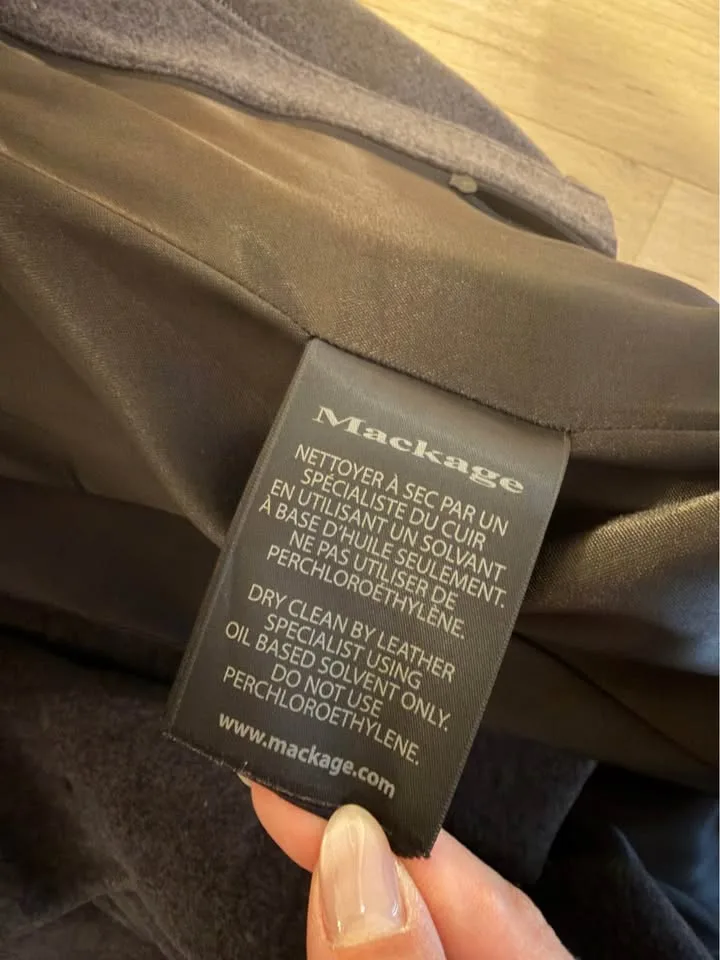 Mackage
NETTOYER À SEC PAR UN
SPÉCIALISTE DU CUIR
EN UTILISANT UN SOLVANT
À BASE D'HUILE SEULEMENT.
NE PAS UTILISER DE
PERCHLOROÉTHYLÈNE.
DRY CLEAN BY LEATHER
SPECIALIST USING
OIL BASED SOLVENT ONLY.
DO NOT USE
PERCHLOROETHYLENE.
www.mackage.com